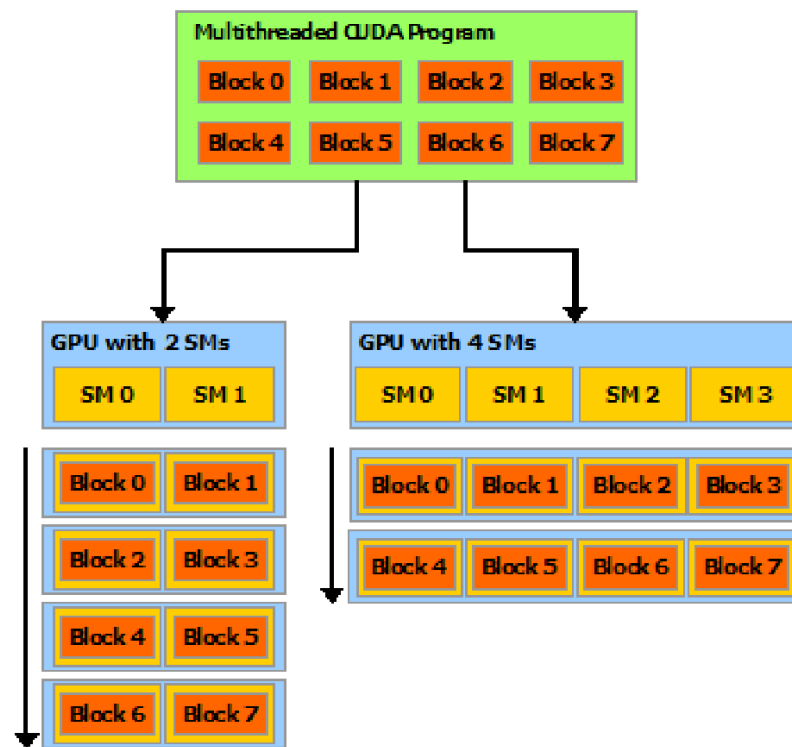 Multithreaded CUDA Program
Block 0 Block 1 Block 2 Block 3
Block 4 Block 5 Block 6 Block 7
GPU with 2 SMs
SM 0 SM 1
Block 0 Block 1
Block 2 Block 3
Block 4 Block 5
Block 6 Block 7
GPU with 4 SMs
SM 0 SM 1 SM 2 SM 3
Block 0 Block 1 Block 2 Block 3
Block 4 Block 5 Block 6 Block 7